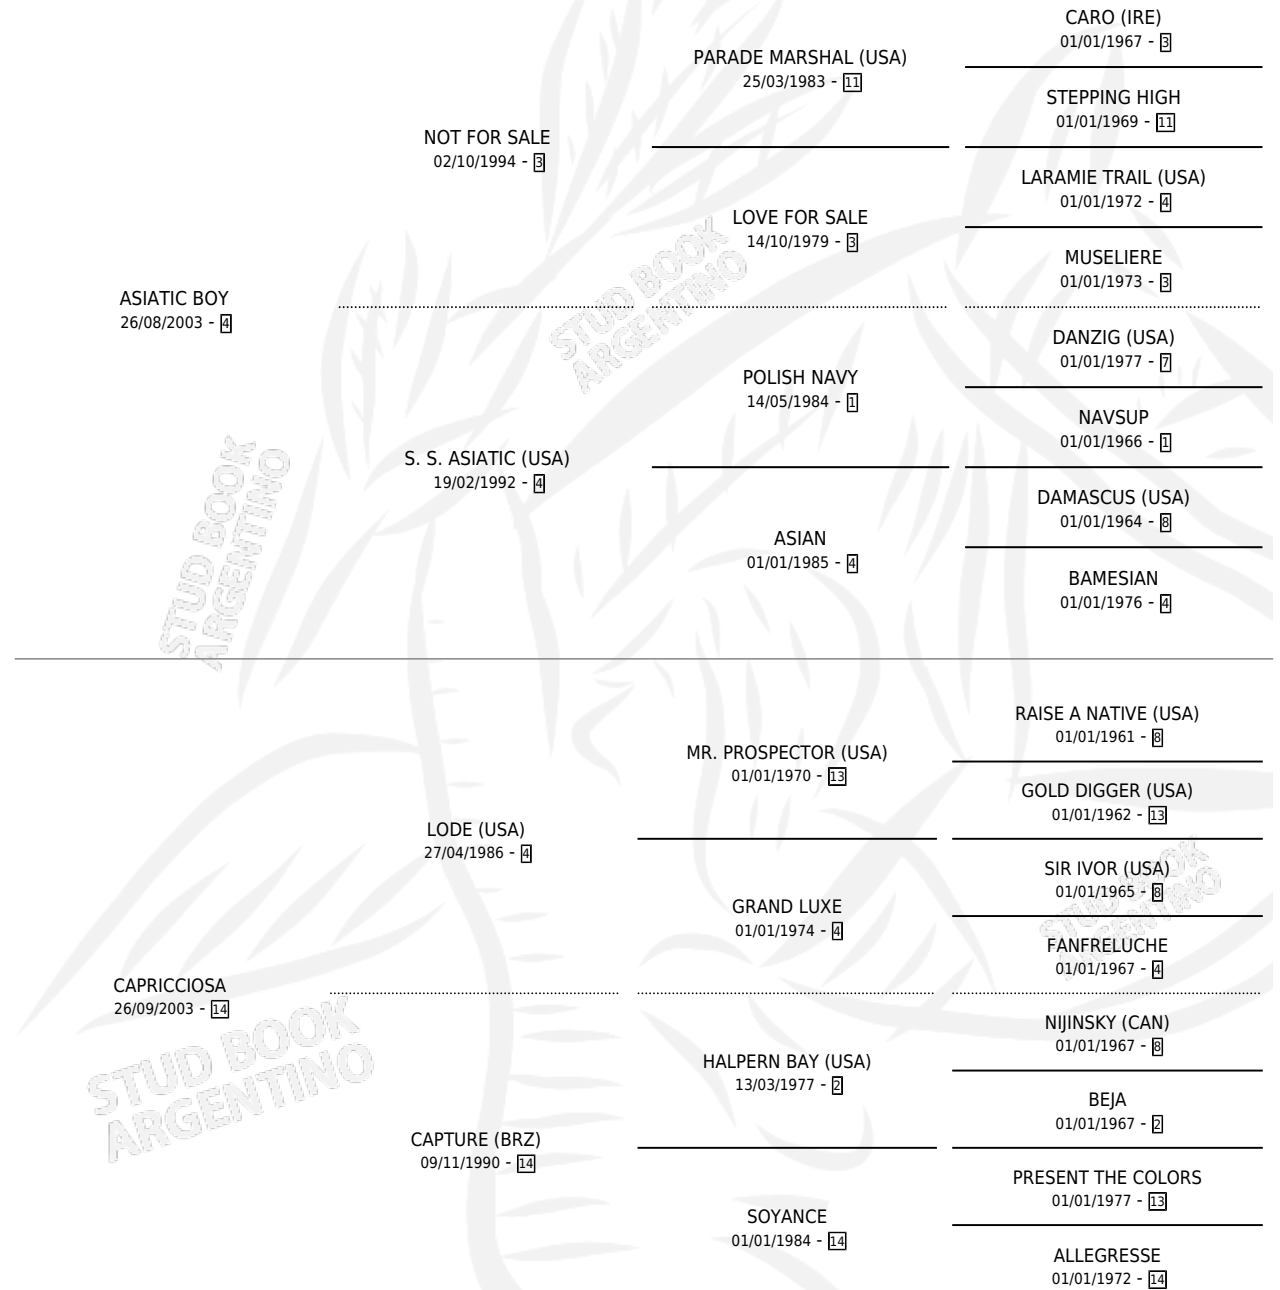 CARO (IRE)
01/01/1967 - 3
PARADE MARSHAL (USA)
25/03/1983 - 11
STEPPING HIGH
01/01/1969 - 11
NOT FOR SALE
02/10/1994 - 3
LARAMIE TRAIL (USA)
01/01/1972 - 4
LOVE FOR SALE
14/10/1979 - 3
MUSELIERE
01/01/1973 - 3
STUD BOOK
ARGENTINO
ASIATIC BOY
26/08/2003 - 4
DANZIG (USA)
01/01/1977 - 7
POLISH NAVY
14/05/1984 - 1
NAVSUP
01/01/1966 - 1
S. S. ASIATIC (USA)
19/02/1992 - 4
DAMASCUS (USA)
01/01/1964 - 8
ASIAN
01/01/1985 - 4
BAMESIAN
01/01/1976 - 4
STUD BOOK
ARGENTINO
RAISE A NATIVE (USA)
01/01/1961 - 8
MR. PROSPECTOR (USA)
01/01/1970 - 13
GOLD DIGGER (USA)
01/01/1962 - 13
LODE (USA)
27/04/1986 - 4
SIR IVOR (USA)
01/01/1965 - 8
GRAND LUXE
01/01/1974 - 4
STUD BOOK
ARGENTINO
FANFRELUCHE
01/01/1967 - 4
CAPRICCIOSA
26/09/2003 - 14
NIJINSKY (CAN)
01/01/1967 - 8
STUD BOOK
ARGENTINO
HALPERN BAY (USA)
13/03/1977 - 2
BEJA
01/01/1967 - 2
CAPTURE (BRZ)
09/11/1990 - 14
PRESENT THE COLORS
01/01/1977 - 13
SOYANCE
01/01/1984 - 14
ALLEGRESSE
01/01/1972 - 14